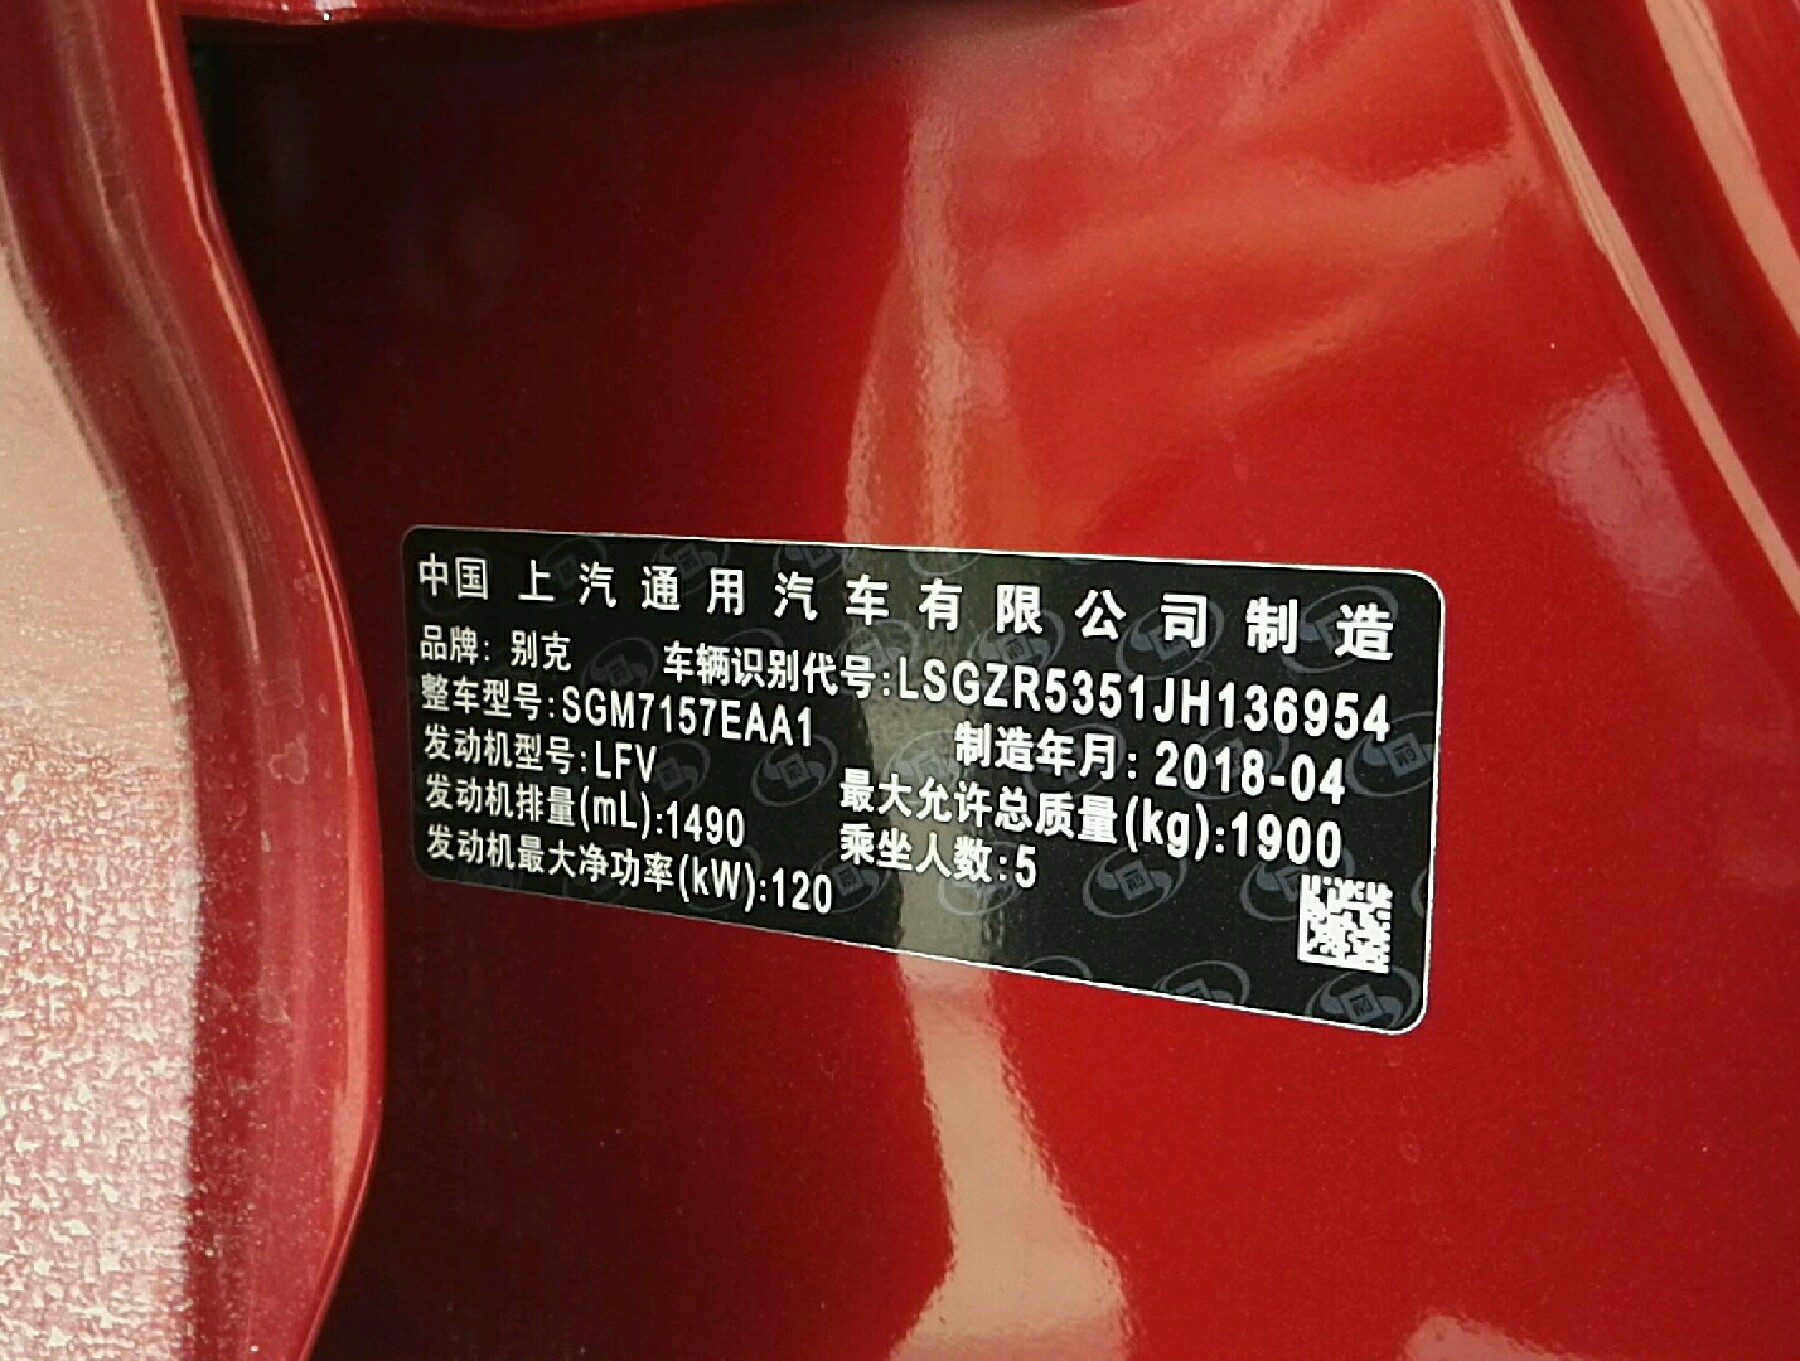 中国 上汽通用汽车有限公司制造
品牌: 别克 车辆识别代号:LSGZR5351JH136954
整车型号:SGM7157EAA1 制造年月: 2018-04
发动机型号:LFV 最大允许总质量(kg):1900
发动机排量(mL):1490 乘坐人数:5
发动机最大净功率(kW):120